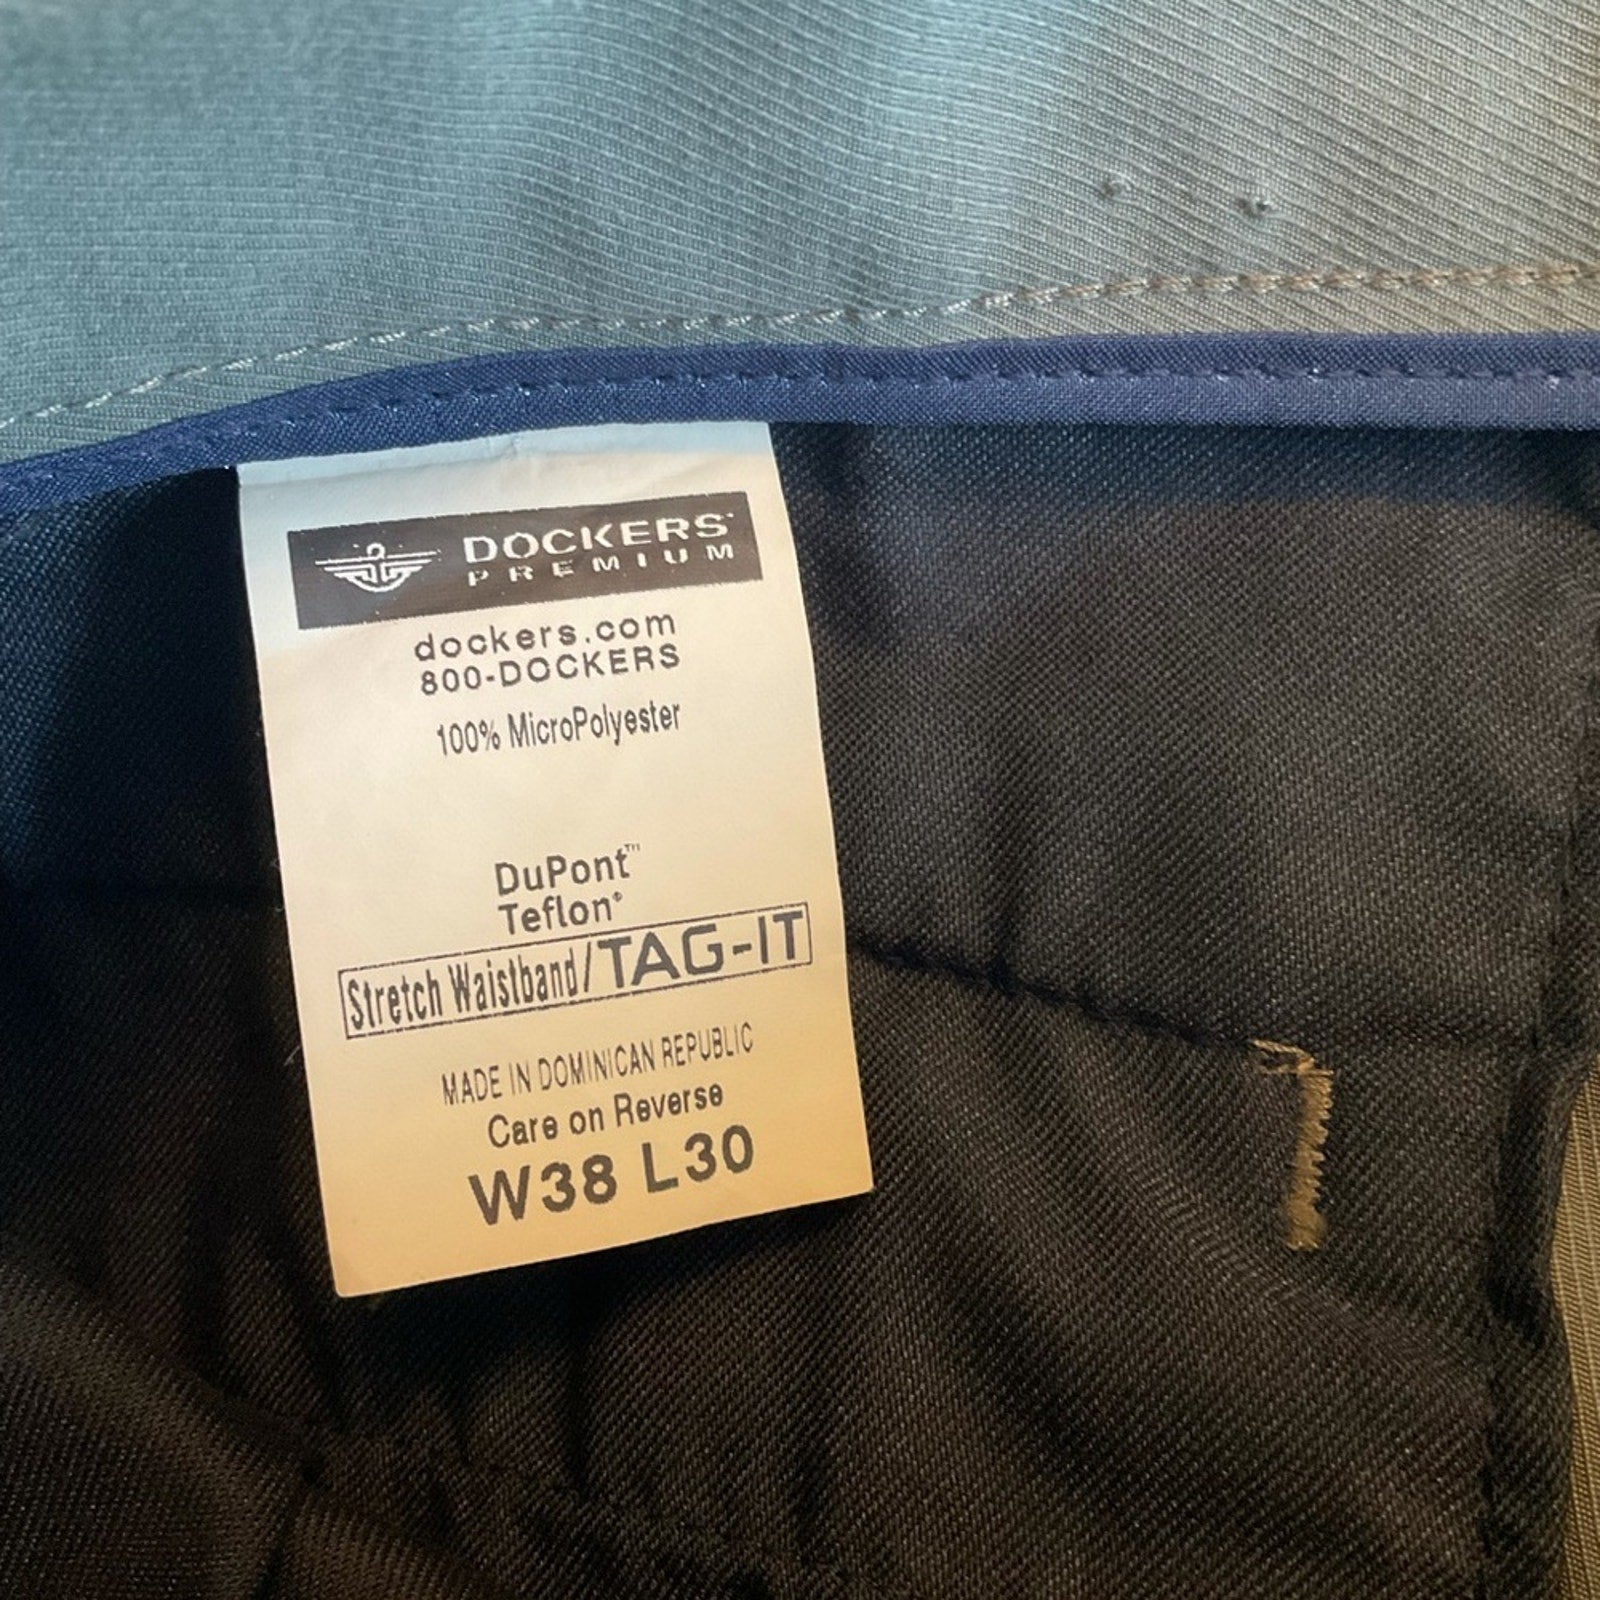 DOCKERS
PREMIUM
dockers.com
800-DOCKERS
100% MicroPolyester
DuPont™
Teflon®
Stretch Waistband/TAG-IT
MADE IN DOMINICAN REPUBLIC
Care on Reverse
W38 L30